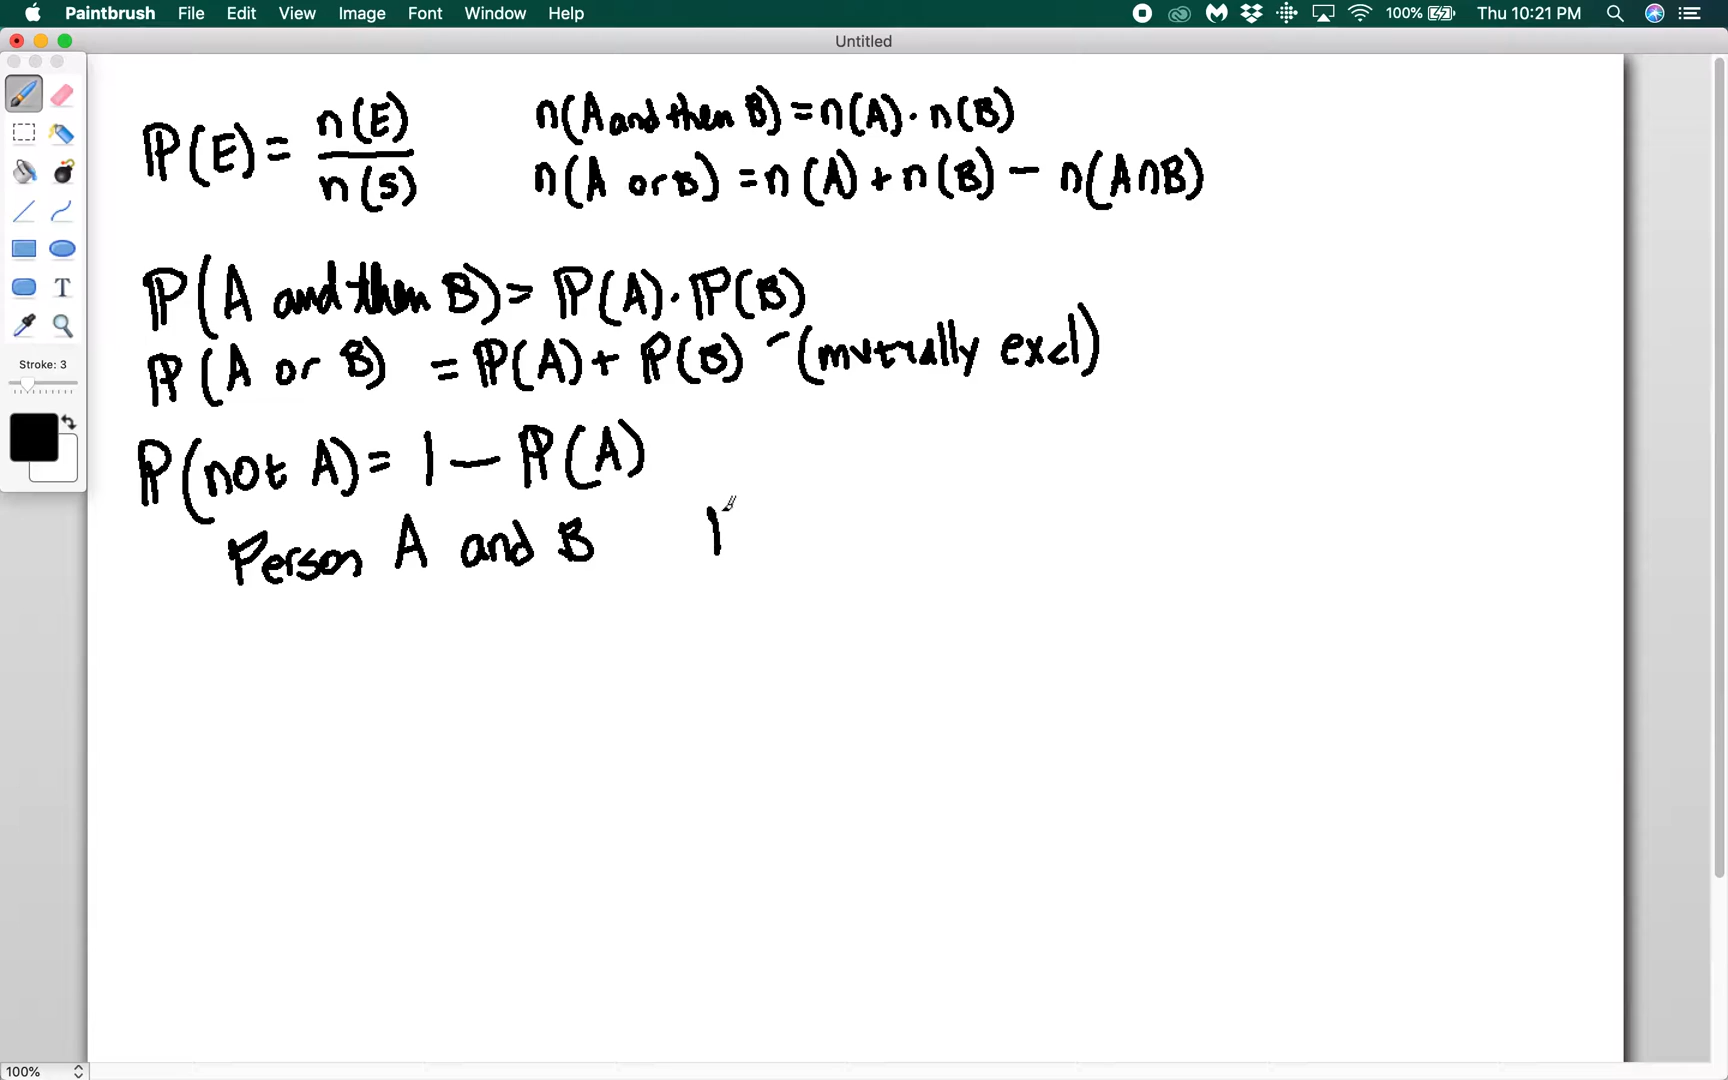 Paintbrush File Edit View Image Font Window Help 100% Thu 10:21 PM
Untitled
ℙ(E) = n(E)/n(S)
n(A and then B) = n(A) · n(B)
n(A or B) = n(A) + n(B) − n(A∩B)
ℙ(A and then B) = ℙ(A) · ℙ(B)
ℙ(A or B) = ℙ(A) + ℙ(B) - (mutually excl)
ℙ(not A) = 1 − ℙ(A)
Person A and B
T
Stroke: 3
100%